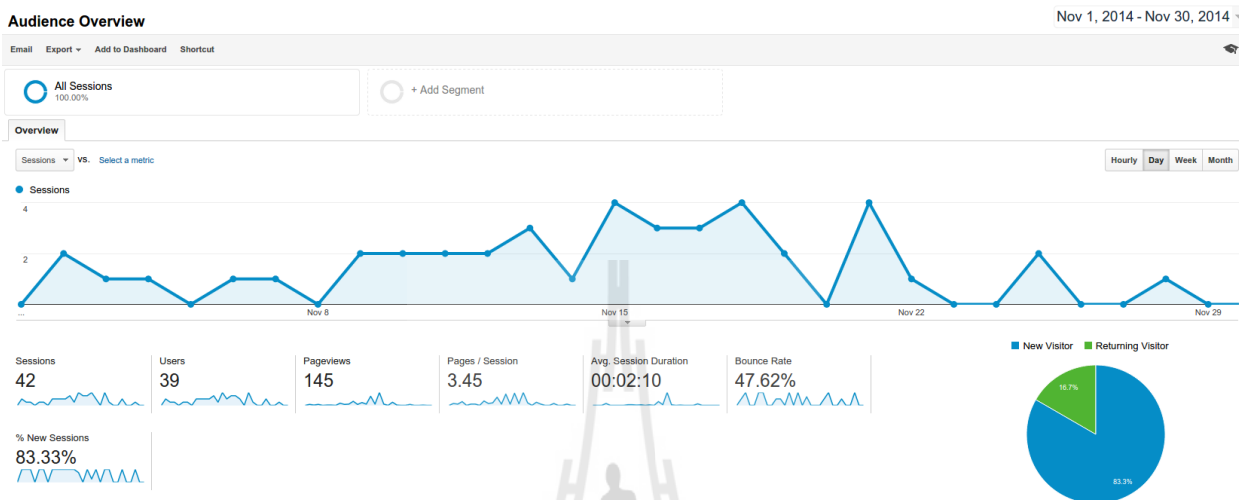 Audience Overview
Nov 1, 2014 - Nov 30, 2014
Email Export Add to Dashboard Shortcut
All Sessions
100.00%
+ Add Segment
Overview
Sessions VS. Select a metric
Hourly Day Week Month
Sessions
4
2
... Nov 8 Nov 15 Nov 22 Nov 29
New Visitor Returning Visitor
Sessions Users Pageviews Pages / Session Avg. Session Duration Bounce Rate
42 39 145 3.45 00:02:10 47.62%
16.7%
% New Sessions
83.33%
83.3%